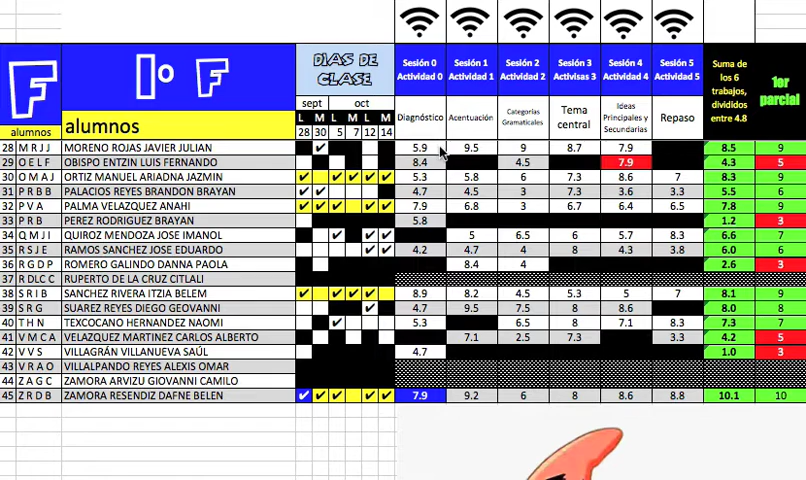 F 1º F DIAS DE CLASE Sesión 0 Actividad 0 Sesión 1 Actividad 1 Sesión 2 Actividad 2 Sesión 3 Activisas 3 Sesión 4 Actividad 4 Sesión 5 Actividad 5 Suma de los 6 trabajos, divididos entre 4.8 1er parcial
sept oct
alumnos alumnos L M L M L M Diagnóstico Acentuación Categorías Gramaticales Tema central Ideas Principales y Secundarias Repaso
28 30 5 7 12 14
28 M R J J MORENO ROJAS JAVIER JULIAN ✔ 5.9 9.5 9 8.7 7.9 8.5 9
29 O E L F OBISPO ENTZIN LUIS FERNANDO 8.4 4.5 7.9 4.3 5
30 O M A J ORTIZ MANUEL ARIADNA JAZMIN ✔ ✔ ✔ ✔ ✔ 5.3 5.8 6 7.3 8.6 7 8.3 9
31 P R B B PALACIOS REYES BRANDON BRAYAN ✔ ✔ 4.7 4.5 3 7.3 3.6 3.3 5.5 6
32 P V A PALMA VELAZQUEZ ANAHI ✔ ✔ ✔ ✔ 7.9 6.8 3 6.7 6.4 6.5 7.8 9
33 P R B PEREZ RODRIGUEZ BRAYAN 5.8 1.2 3
34 Q M J I QUIROZ MENDOZA JOSE IMANOL ✔ ✔ ✔ 5 6.5 6 5.7 8.3 6.6 7
35 R S J E RAMOS SANCHEZ JOSE EDUARDO ✔ ✔ 4.2 4.7 4 8 4.3 3.8 6.0 6
36 R G D P ROMERO GALINDO DANNA PAOLA 8.4 4 2.6 3
37 R DLC C RUPERTO DE LA CRUZ CITLALI
38 S R I B SANCHEZ RIVERA ITZIA BELEM ✔ ✔ ✔ ✔ ✔ 8.9 8.2 4.5 5.3 5 7 8.1 9
39 S R G SUAREZ REYES DIEGO GEOVANNI ✔ 4.7 9.5 7.5 8 8.6 8.0 8
40 T H N TEXCOCANO HERNANDEZ NAOMI ✔ 5.3 6.5 8 7.1 8.3 7.3 7
41 V M C A VELAZQUEZ MARTINEZ CARLOS ALBERTO 7.1 2.5 7.3 3.3 4.2 5
42 V V S VILLAGRÁN VILLANUEVA SAÚL 4.7 1.0 3
43 V R A O VILLALPANDO REYES ALEXIS OMAR
44 Z A G C ZAMORA ARVIZU GIOVANNI CAMILO
45 Z R D B ZAMORA RESENDIZ DAFNE BELEN ✔ ✔ ✔ ✔ ✔ 7.9 9.2 6 8 8.6 8.8 10.1 10